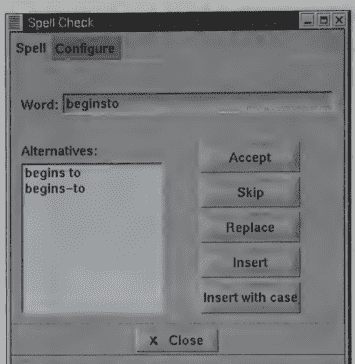 Spell Check
Spell Configure
Word: beginsto
Alternatives:
begins to
begins-to
Accept
Skip
Replace
Insert
Insert with case
X Close